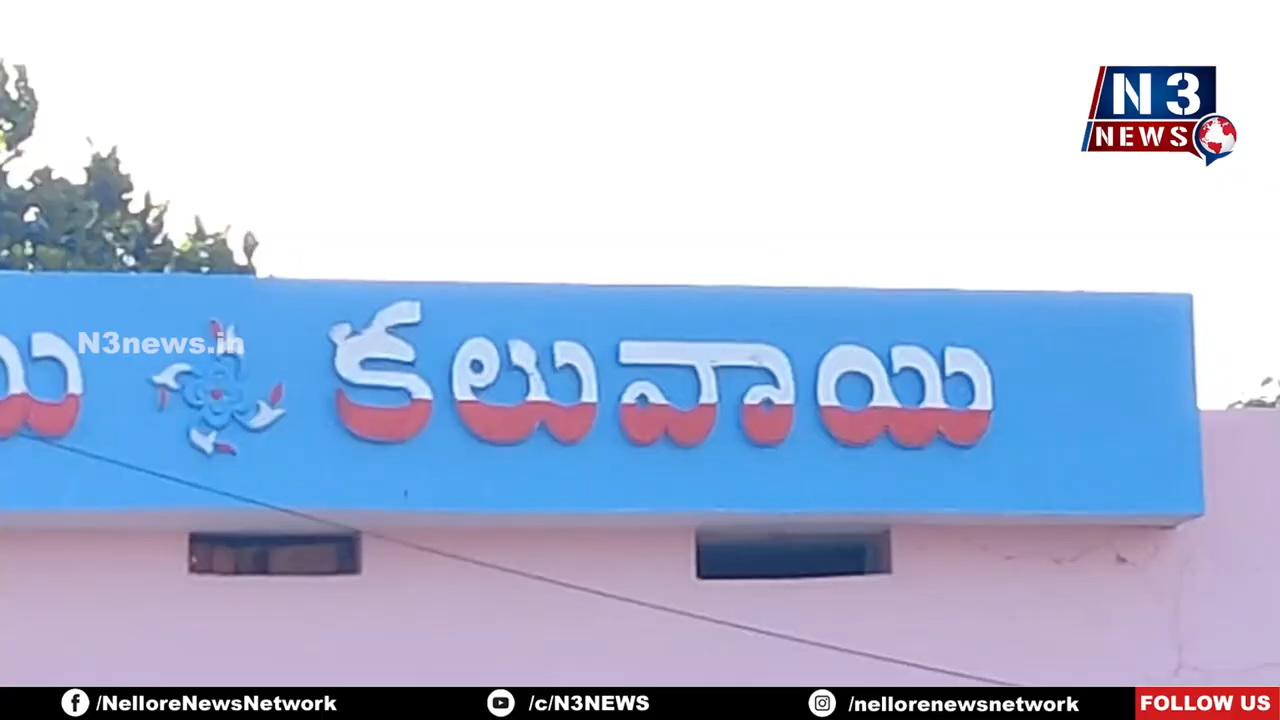 N3
NEWS
N3news.in
కలువాయి
/NelloreNewsNetwork
/c/N3NEWS
/nellorenewsnetwork
FOLLOW US